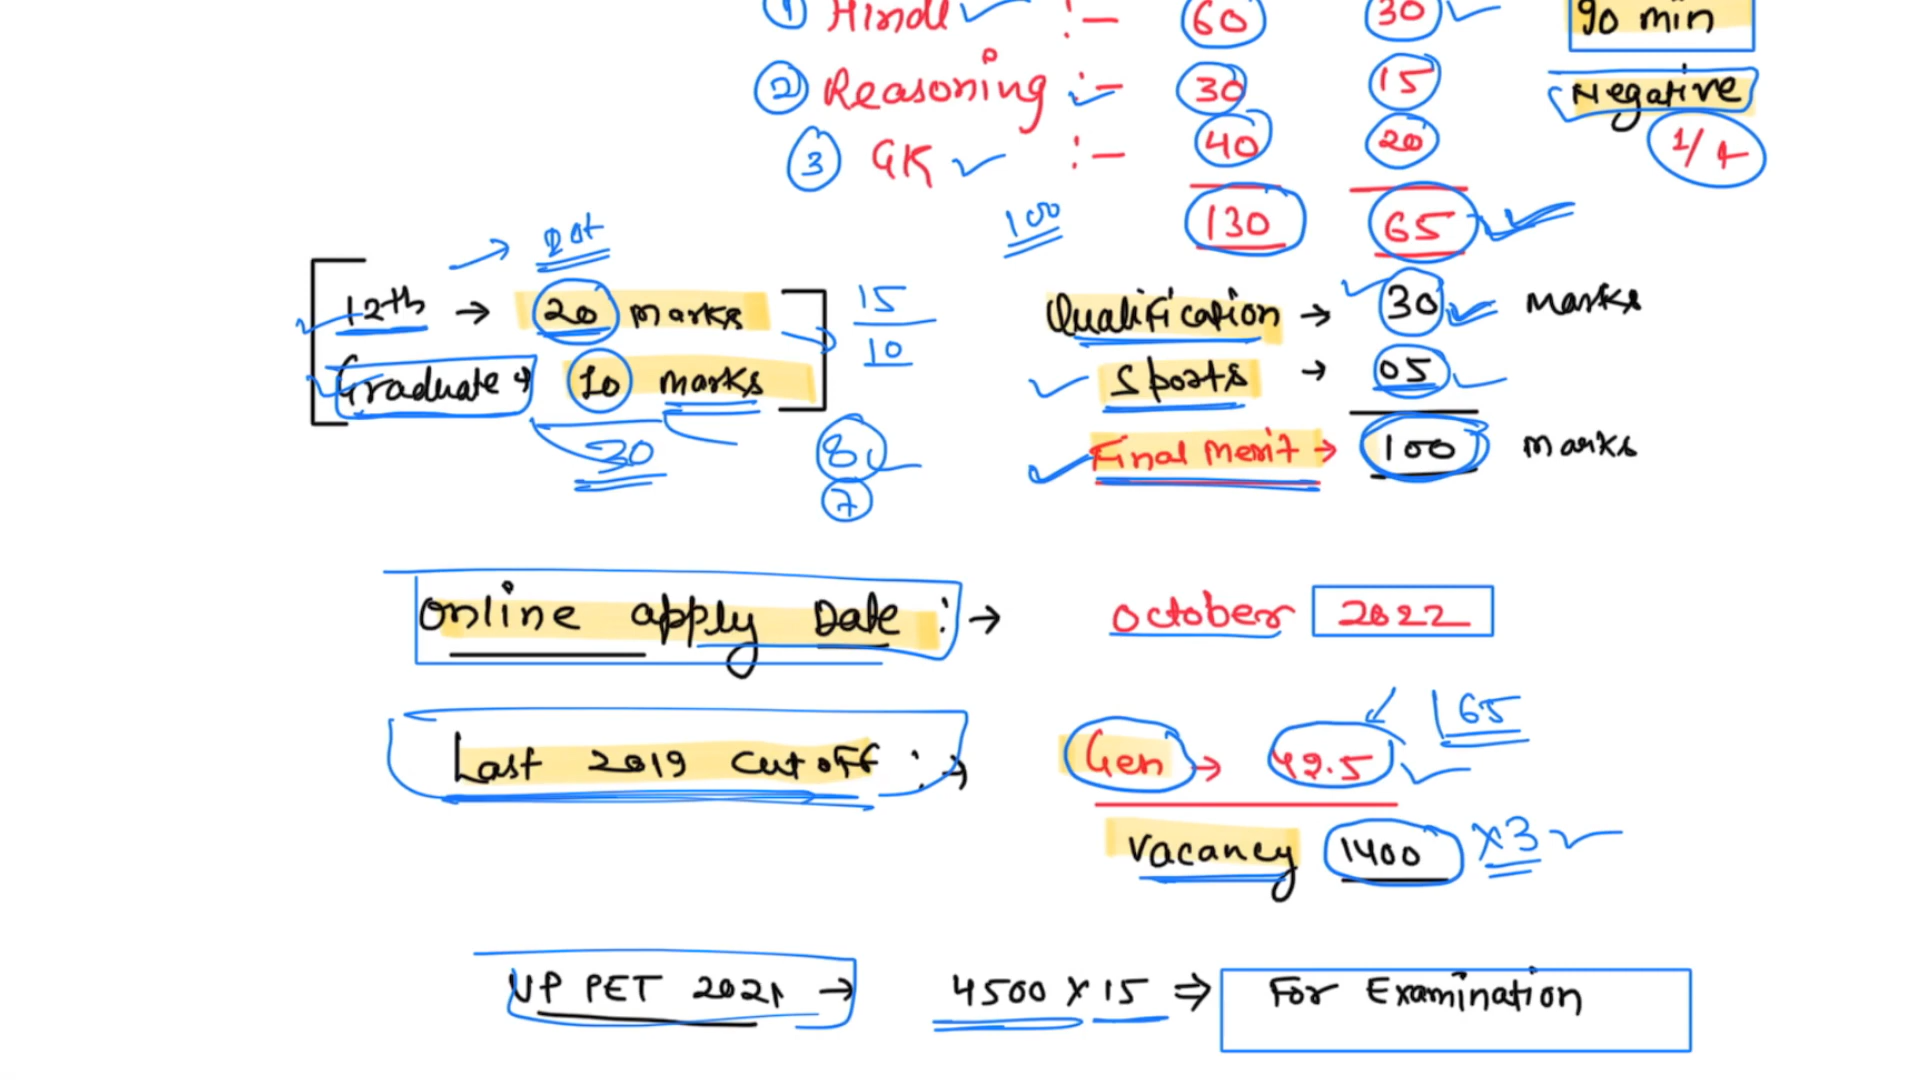 ① Hindi :- 60 30 90 min
② Reasoning :- 30 15 Negative
③ GK :- 40 20 1/4
100 130 65
12th → 20 marks 15
Graduate → 10 marks 10
30
8
7
Qualification → 30 marks
Sports → 05
Final Merit → 100 marks
Online apply Date :→ October 2022
Last 2019 cutoff :→ Gen → 42.5 65
Vacancy 1400 ×3
UP PET 2021 → 4500 × 15 ⇒ For Examination